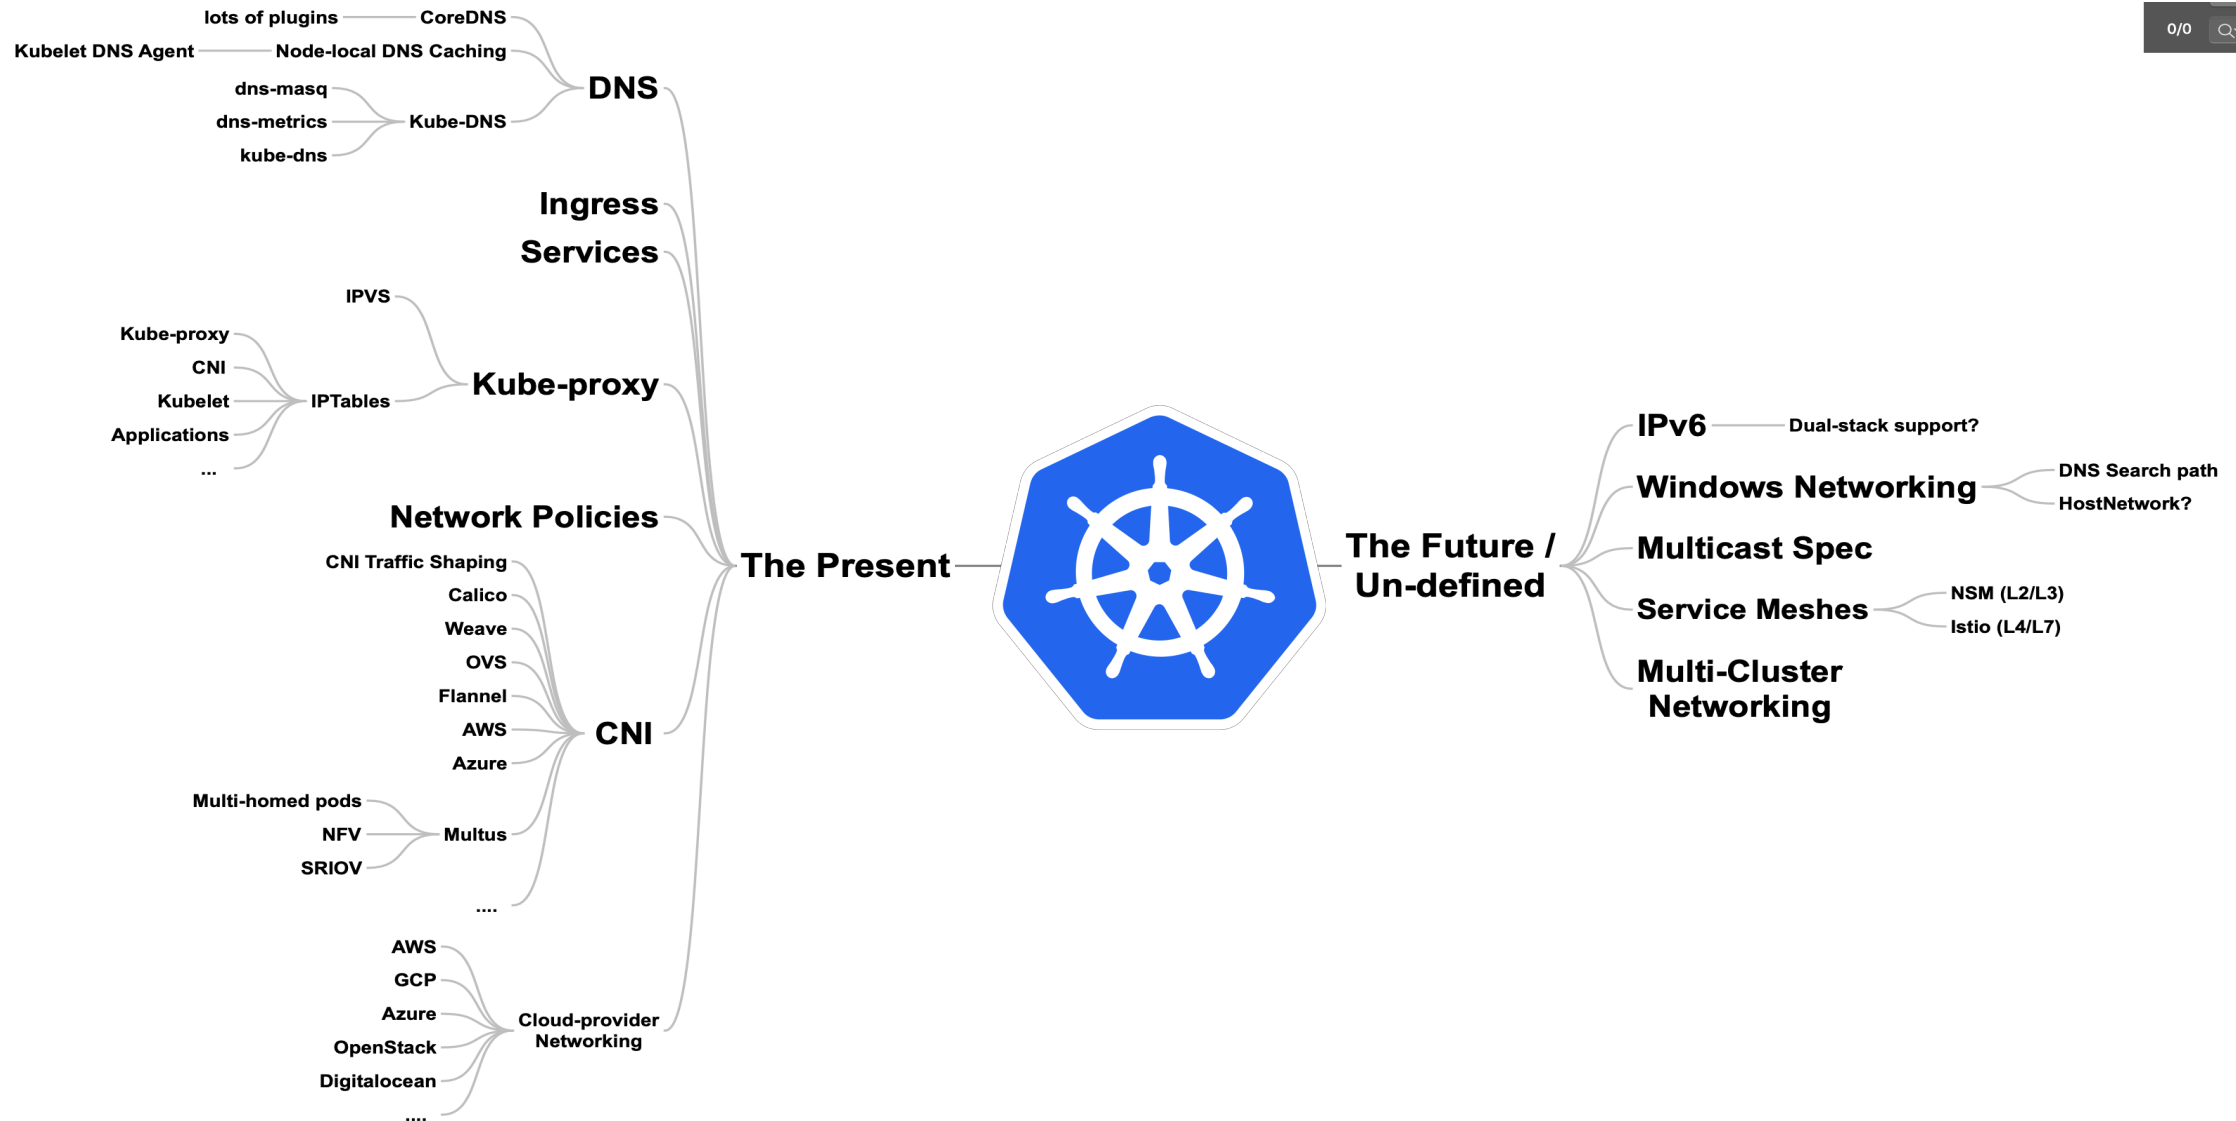 0/0
lots of plugins
CoreDNS
Kubelet DNS Agent
Node-local DNS Caching
DNS
dns-masq
dns-metrics
Kube-DNS
kube-dns
Ingress
Services
IPVS
Kube-proxy
Kube-proxy
CNI
Kubelet
IPTables
Applications
...
Network Policies
The Present
CNI Traffic Shaping
Calico
Weave
OVS
Flannel
CNI
AWS
Azure
Multi-homed pods
NFV
Multus
SRIOV
....
AWS
GCP
Azure
Cloud-provider
Networking
OpenStack
Digitalocean
....
The Future /
Un-defined
IPv6
Dual-stack support?
Windows Networking
DNS Search path
HostNetwork?
Multicast Spec
Service Meshes
NSM (L2/L3)
Istio (L4/L7)
Multi-Cluster
Networking